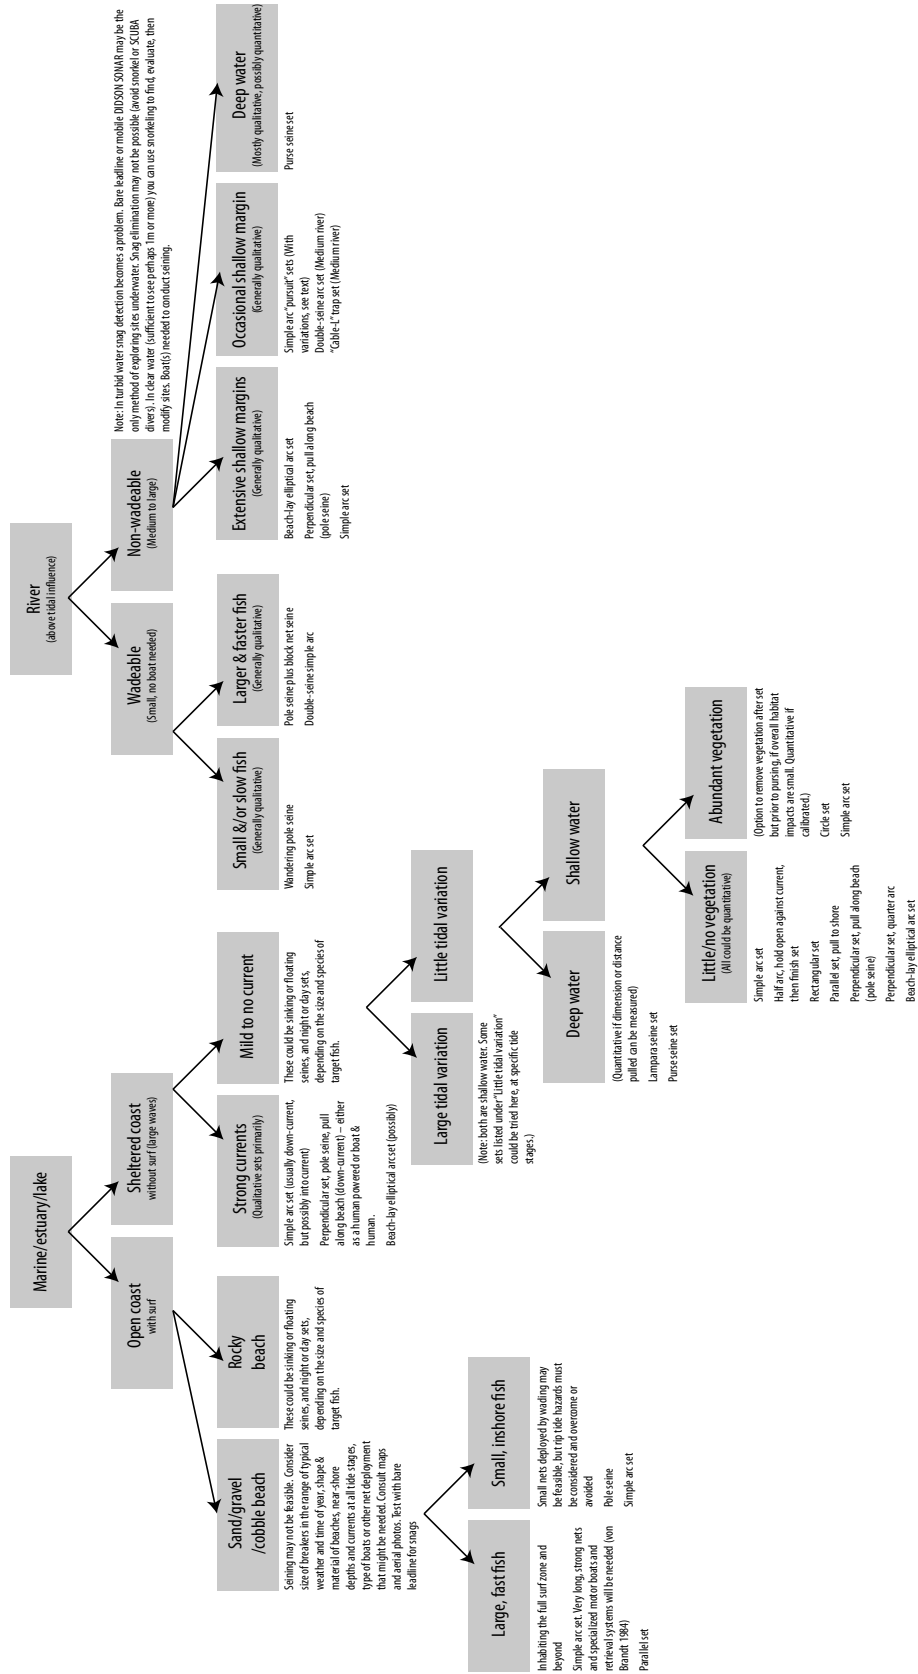 Marine/estuary/lake
Open coast
with surf
Sand/gravel
/cobble beach
Seining may not be feasible. Consider
size of breakers in the range of typical
weather and time of year, shape &
material of beaches, near-shore
depths and currents at all tide stages,
type of boats or other net deployment
that might be needed. Consult maps
and aerial photos. Test with bare
leadline for snags
Large, fast fish
Inhabiting the full surf zone and
beyond
Simple arc set. Very long, strong nets
and specialized motor boats and
retrieval systems will be needed (von
Brandt 1984)
Parallel set
Small, inshore fish
Small nets deployed by wading may
be feasible, but rip tide hazards must
be considered and overcome or
avoided
Pole seine
Simple arc set
Rocky
beach
These could be sinking or floating
seines, and night or day sets,
depending on the size and species of
target fish.
Sheltered coast
without surf (large waves)
Strong currents
(Qualitative sets primarily)
Simple arc set (usually down-current,
but possibly into current)
Perpendicular set, pole seine, pull
along beach (down-current) – either
as a human powered or boat &
human.
Beach-lay elliptical arc set (possibly)
Mild to no current
These could be sinking or floating
seines, and night or day sets,
depending on the size and species of
target fish.
Large tidal variation
(Note: both are shallow water. Some
sets listed under “Little tidal variation”
could be tried here, at specific tide
stages.)
Little tidal variation
Deep water
(Quantitative if dimension or distance
pulled can be measured)
Lampara seine set
Purse seine set
Shallow water
Little/no vegetation
(All could be quantitative)
Simple arc set
Half arc, hold open against current,
then finish set
Rectangular set
Parallel set, pull to shore
Perpendicular set, pull along beach
(pole seine)
Perpendicular set, quarter arc
Beach-lay elliptical arc set
Abundant vegetation
(Option to remove vegetation after set
but prior to pursing, if overall habitat
impacts are small. Quantitative if
calibrated.)
Circle set
Simple arc set
River
(above tidal influence)
Wadeable
(Small, no boat needed)
Small &/or slow fish
(Generally qualitative)
Wandering pole seine
Simple arc set
Larger & faster fish
(Generally qualitative)
Pole seine plus block net seine
Double-seine simple arc
Non-wadeable
(Medium to large)
Note: In turbid water snag detection becomes a problem. Bare leadline or mobile DIDSON SONAR may be the
only method of exploring sites underwater. Snag elimination may not be possible (avoid snorkel or SCUBA
divers). In clear water (sufficient to see perhaps 1m or more) you can use snorkeling to find, evaluate, then
modify sites. Boat(s) needed to conduct seining.
Extensive shallow margins
(Generally qualitative)
Beach-lay elliptical arc set
Perpendicular set, pull along beach
(pole seine)
Simple arc set
Occasional shallow margin
(Generally qualitative)
Simple arc “pursuit” sets (With
variations, see text)
Double-seine arc set (Medium river)
“Cable-L” trap set (Medium river)
Deep water
(Mostly qualitative, possibly quantitative)
Purse seine set